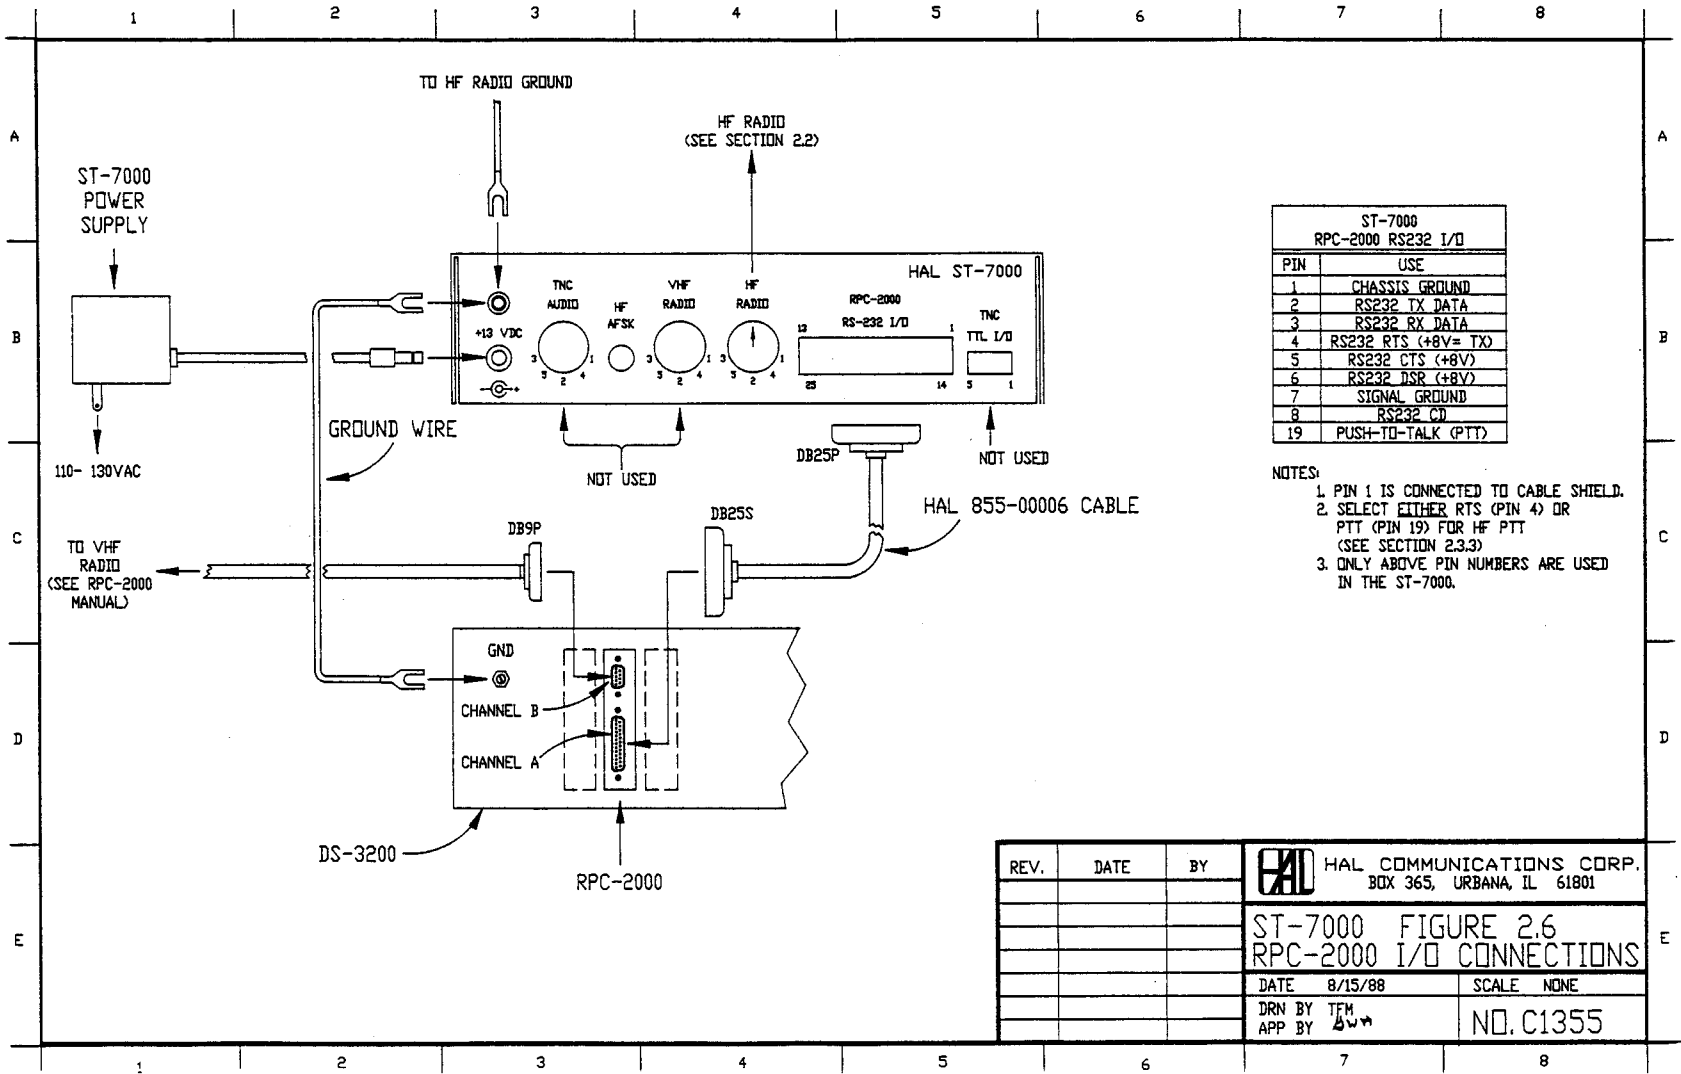 1 2 3 4 5 6 7 8
TO HF RADIO GROUND
HF RADIO
(SEE SECTION 2.2)
A A
ST-7000
POWER
SUPPLY
ST-7000
RPC-2000 RS232 I/O
PIN USE
1 CHASSIS GROUND
2 RS232 TX DATA
3 RS232 RX DATA
4 RS232 RTS (+8V= TX)
5 RS232 CTS (+8V)
6 RS232 DSR (+8V)
7 SIGNAL GROUND
8 RS232 CD
19 PUSH-TO-TALK (PTT)
HAL ST-7000
TNC
AUDIO
HF
AFSK
VHF
RADIO
HF
RADIO
RPC-2000
RS-232 I/O
TNC
TTL I/O
+13 VDC
13 1
25 14
5 1
3 1
5 2 4
3 1
5 2 4
3 1
5 2 4
- +
B B
110- 130VAC
GROUND WIRE
NOT USED
DB25P
NOT USED
HAL 855-00006 CABLE
NOTES:
1. PIN 1 IS CONNECTED TO CABLE SHIELD.
2. SELECT EITHER RTS (PIN 4) OR
PTT (PIN 19) FOR HF PTT
(SEE SECTION 2.3.3)
3. ONLY ABOVE PIN NUMBERS ARE USED
IN THE ST-7000.
DB9P
DB25S
C C
TO VHF
RADIO
(SEE RPC-2000
MANUAL)
GND
CHANNEL B
CHANNEL A
D D
DS-3200
RPC-2000
REV. DATE BY
HAL
HAL COMMUNICATIONS CORP.
BOX 365, URBANA, IL 61801
ST-7000 FIGURE 2.6
RPC-2000 I/O CONNECTIONS
DATE 8/15/88
SCALE NONE
DRN BY TFM
APP BY
NO. C1355
E E
1 2 3 4 5 6 7 8